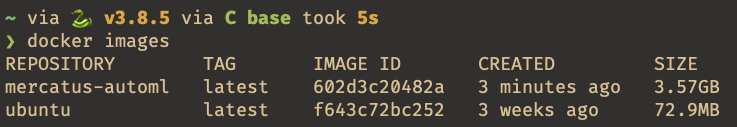 ~ via 🐍 v3.8.5 via C base took 5s
❯ docker images
REPOSITORY TAG IMAGE ID CREATED SIZE
mercatus-automl latest 602d3c20482a 3 minutes ago 3.57GB
ubuntu latest f643c72bc252 3 weeks ago 72.9MB